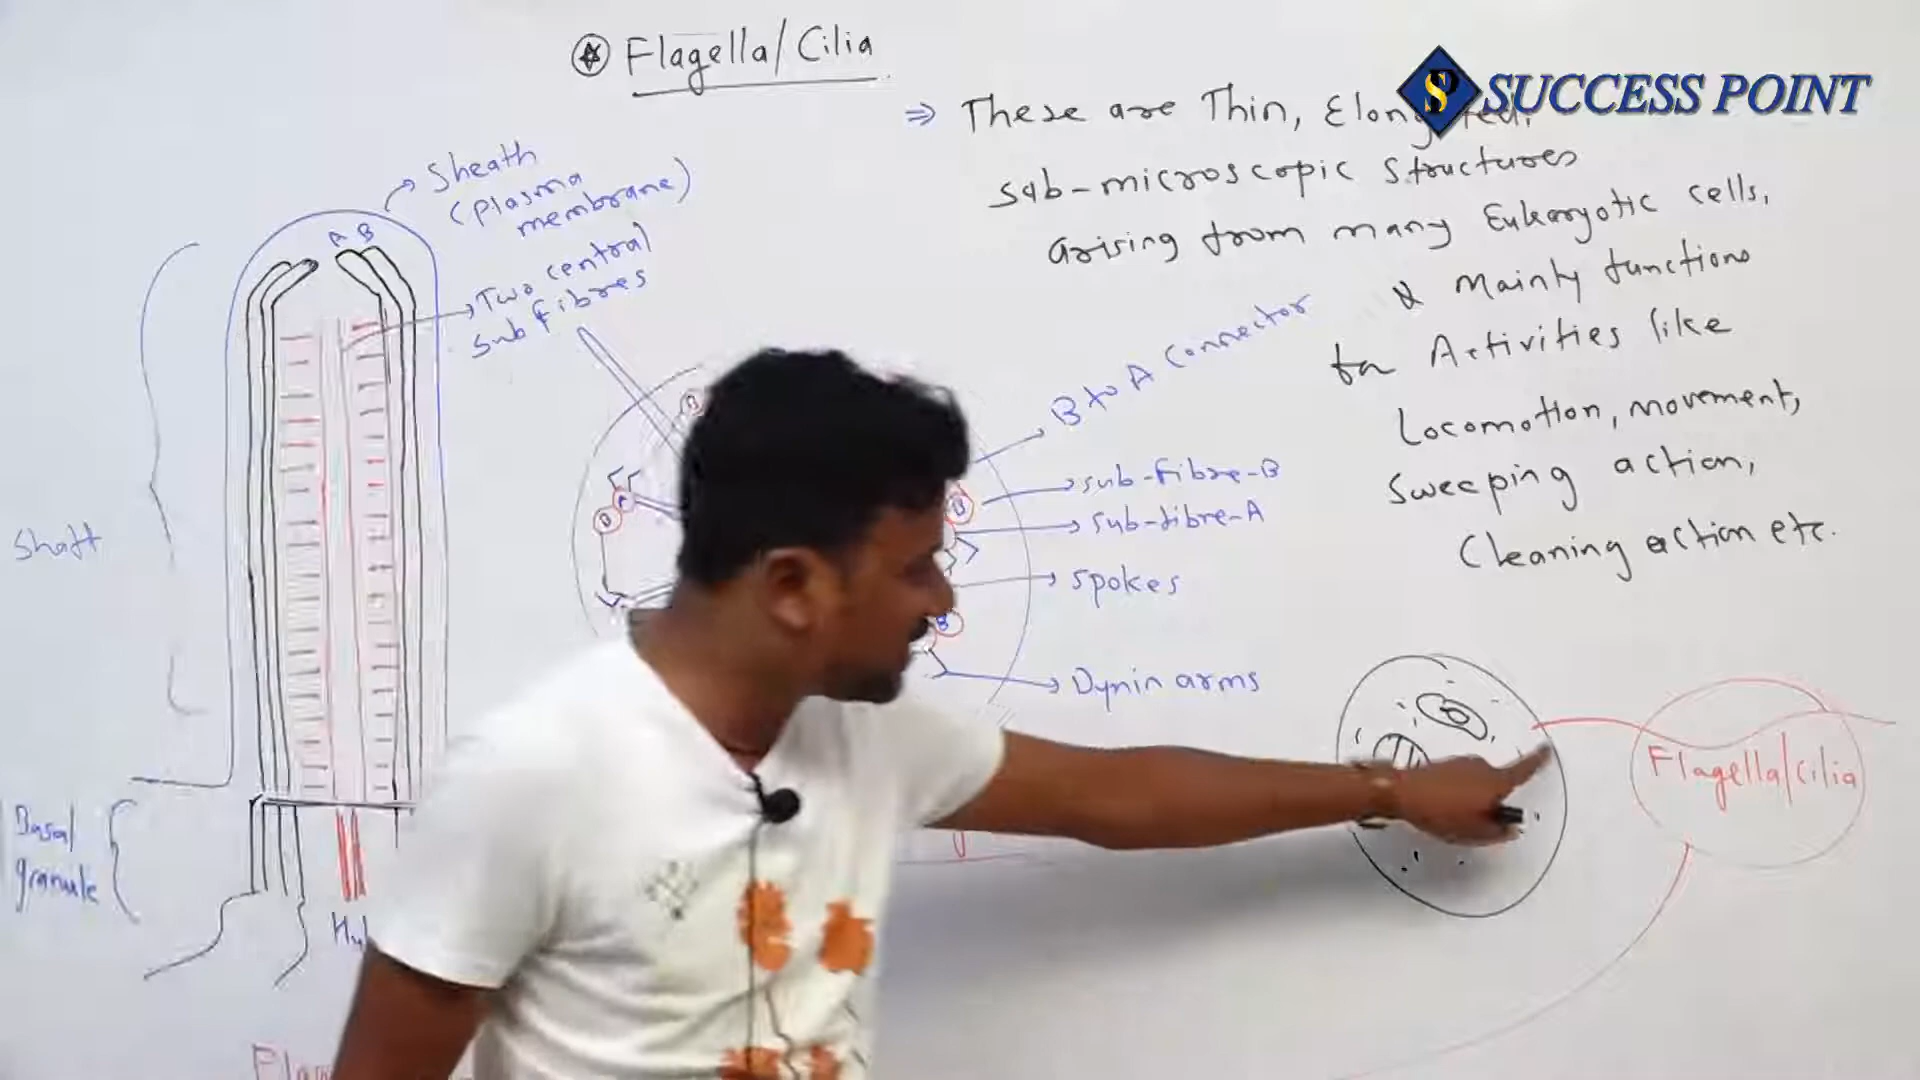 Flagella/Cilia
SUCCESS POINT
⇒ These are Thin,
Sub-microscopic structures
arising from many Eukaryotic cells,
& Mainly functions
for Activities like
Locomotion, movement,
Sweeping action,
Cleaning action etc.
Sheath
(Plasma
membrane)
A B
Two central
sub fibres
Shaft
Basal
granule
B to A Connector
sub-fibre-B
sub-fibre-A
Spokes
Dynin arms
B
B
B
Flagella/Cilia